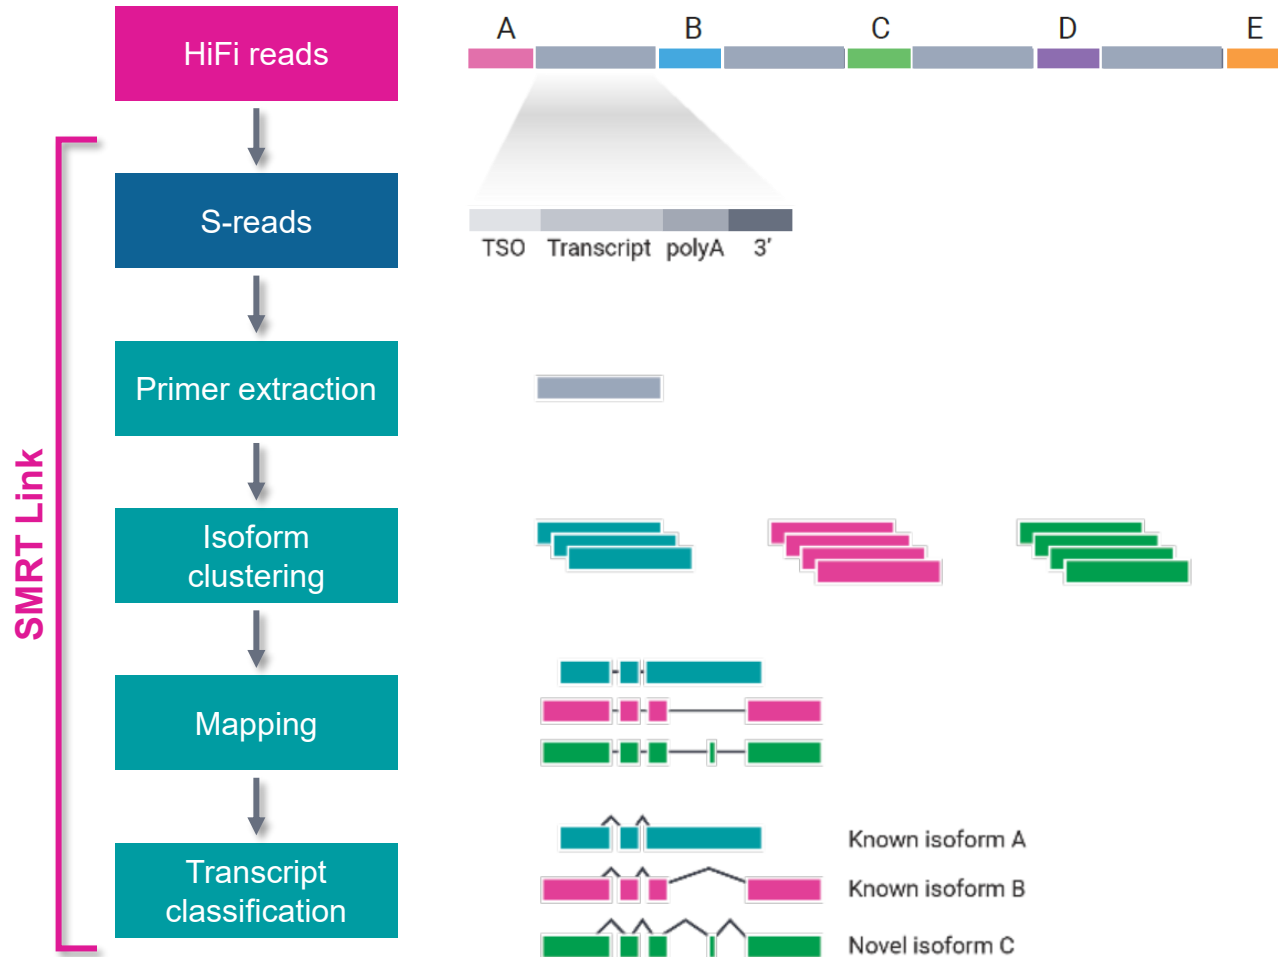 HiFi reads
A B C D E
S-reads
TSO Transcript polyA 3’
Primer extraction
SMRT Link
Isoform
clustering
Mapping
Transcript
classification
Known isoform A
Known isoform B
Novel isoform C